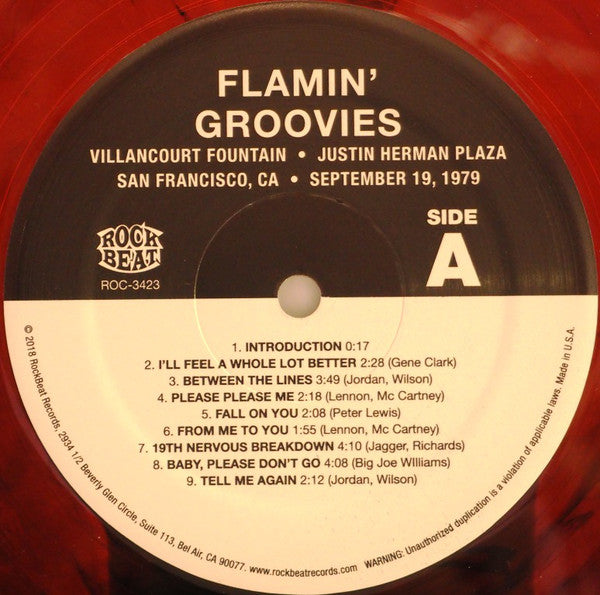 FLAMIN'
GROOVIES
VILLANCOURT FOUNTAIN • JUSTIN HERMAN PLAZA
SAN FRANCISCO, CA • SEPTEMBER 19, 1979
SIDE
A
ROCK
BEAT
ROC-3423
1. INTRODUCTION 0:17
2. I'LL FEEL A WHOLE LOT BETTER 2:28 (Gene Clark)
3. BETWEEN THE LINES 3:49 (Jordan, Wilson)
4. PLEASE PLEASE ME 2:18 (Lennon, Mc Cartney)
5. FALL ON YOU 2:08 (Peter Lewis)
6. FROM ME TO YOU 1:55 (Lennon, Mc Cartney)
7. 19TH NERVOUS BREAKDOWN 4:10 (Jagger, Richards)
8. BABY, PLEASE DON'T GO 4:08 (Big Joe Williams)
9. TELL ME AGAIN 2:12 (Jordan, Wilson)
© 2018 RockBeat Records, 2934 1/2 Beverly Glen Circle, Suite 113, Bel Air, CA 90077. www.rockbeatrecords.com WARNING: Unauthorized duplication is a violation of applicable laws. Made in U.S.A.